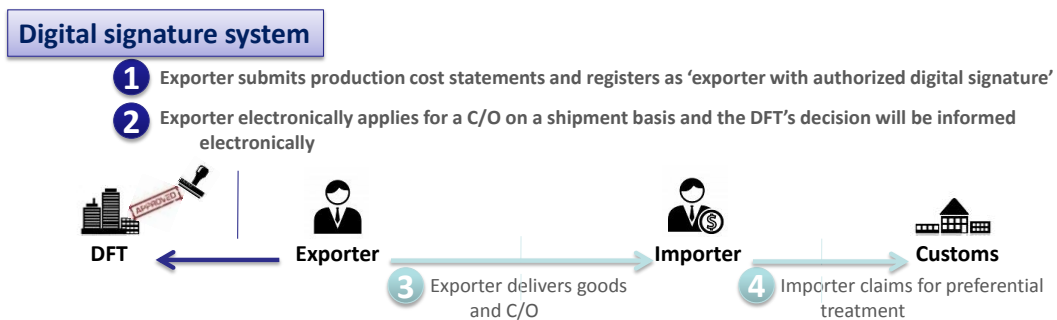 Digital signature system
1 Exporter submits production cost statements and registers as ‘exporter with authorized digital signature’
2 Exporter electronically applies for a C/O on a shipment basis and the DFT’s decision will be informed
electronically
APPROVED
$
DFT Exporter Importer Customs
3 Exporter delivers goods
and C/O
4 Importer claims for preferential
treatment